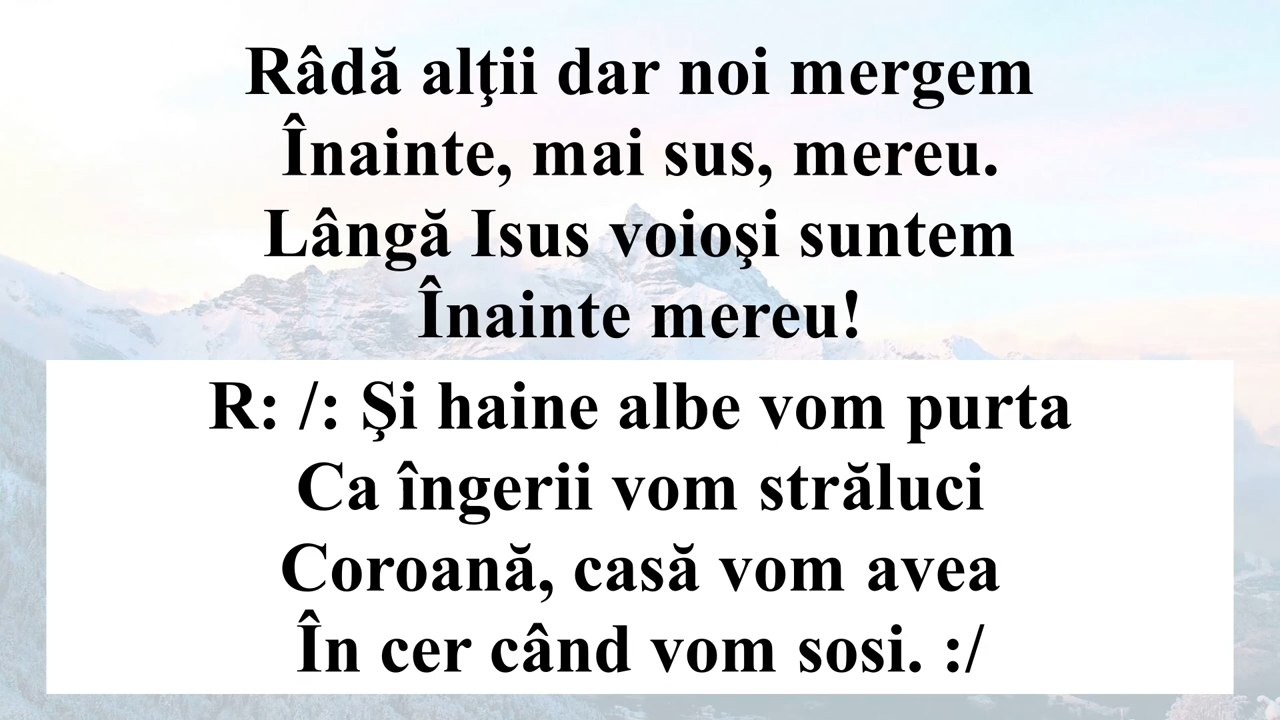 Râdă alţii dar noi mergem
Înainte, mai sus, mereu.
Lângă Isus voioşi suntem
Înainte mereu!
R: /: Şi haine albe vom purta
Ca îngerii vom străluci
Coroană, casă vom avea
În cer când vom sosi. :/